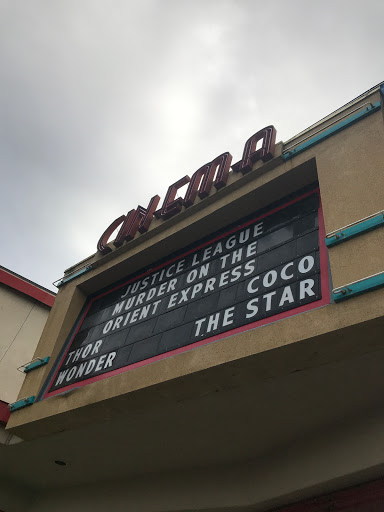 CINEMA
JUSTICE LEAGUE
MURDER ON THE
ORIENT EXPRESS
THOR COCO
WONDER THE STAR